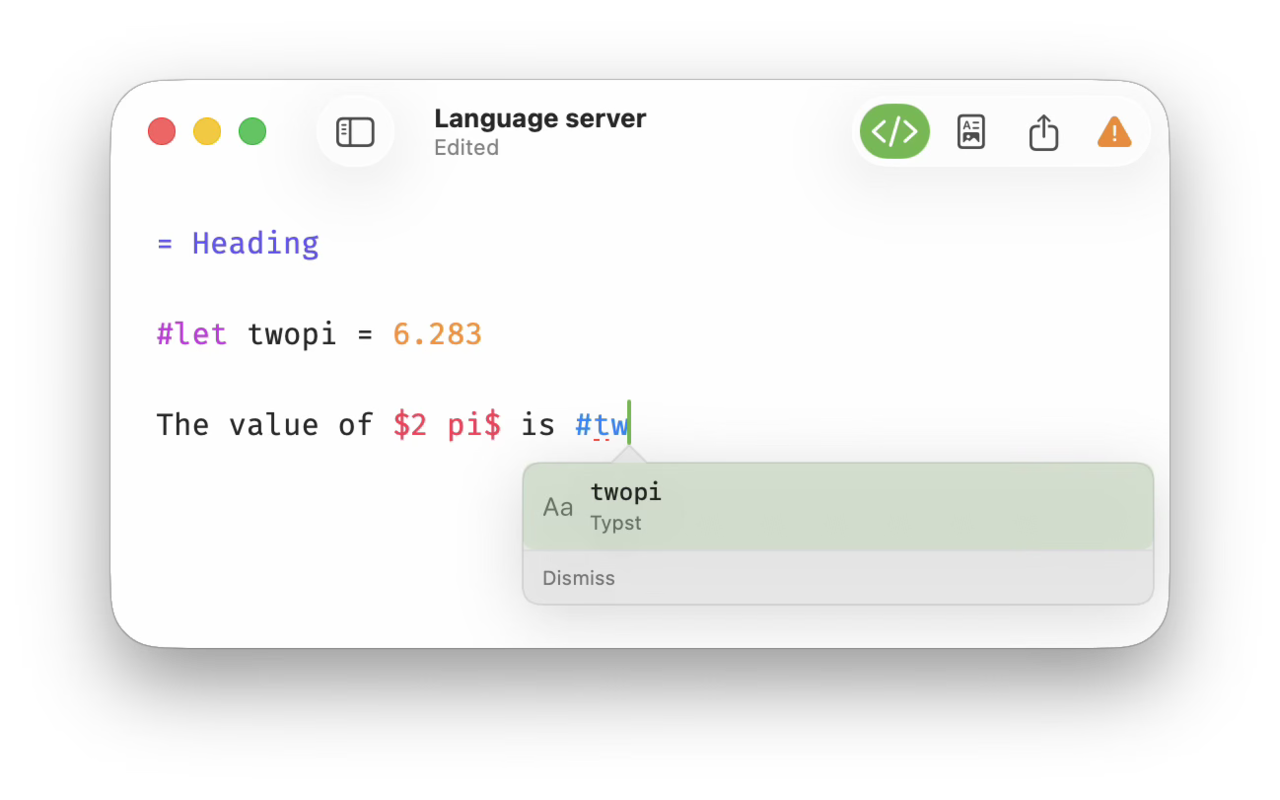 Language server
Edited
= Heading
#let twopi = 6.283
The value of $2 pi$ is #tw
Aa twopi
Typst
Dismiss